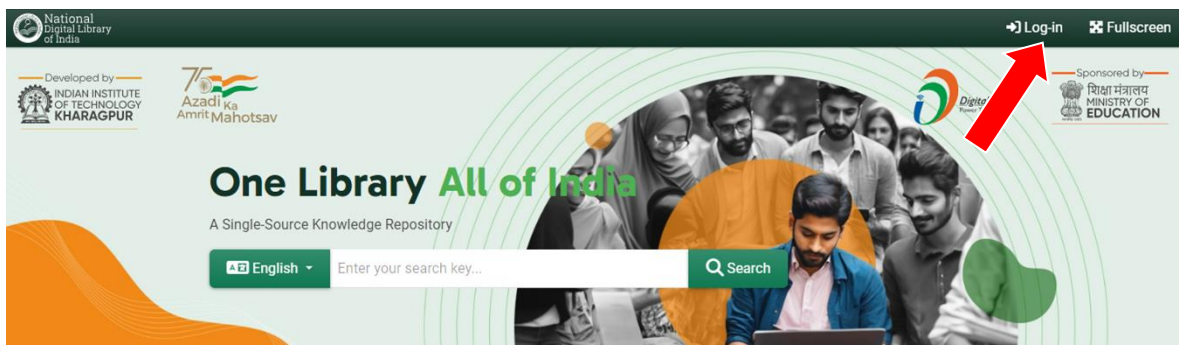 National
Digital Library
of India
Log-in
Fullscreen
Developed by
INDIAN INSTITUTE
OF TECHNOLOGY
KHARAGPUR
75
Azadi Ka
Amrit Mahotsav
Digital
Sponsored by
शिक्षा मंत्रालय
MINISTRY OF
EDUCATION
One Library All of India
A Single-Source Knowledge Repository
English
Enter your search key...
Search